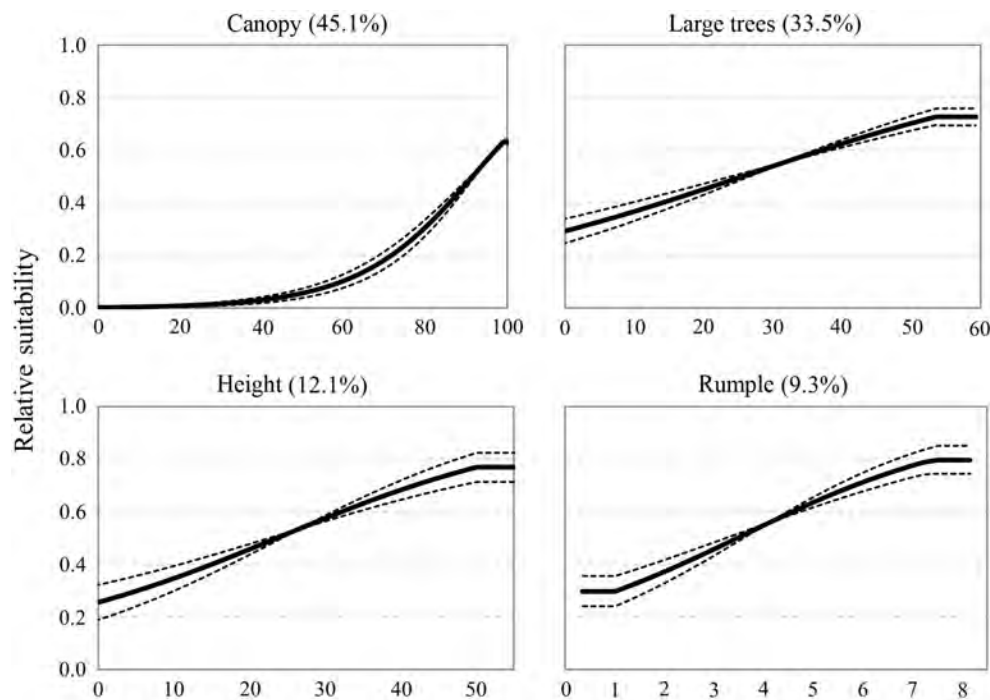 Canopy (45.1%) Large trees (33.5%)
1.0
0.8
0.6
0.4
0.2
0.0
0 20 40 60 80 100 0 10 20 30 40 50 60
Relative suitability
Height (12.1%) Rumple (9.3%)
1.0
0.8
0.6
0.4
0.2
0.0
0 10 20 30 40 50 0 1 2 3 4 5 6 7 8